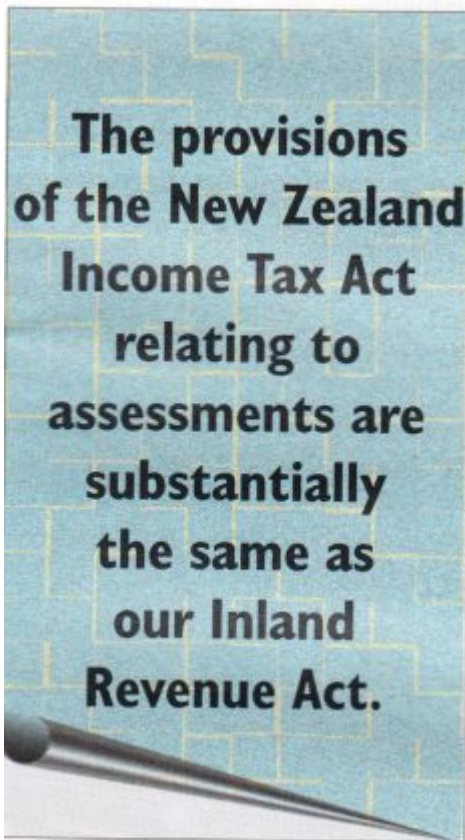 The provisions
of the New Zealand
Income Tax Act
relating to
assessments are
substantially
the same as
our Inland
Revenue Act.